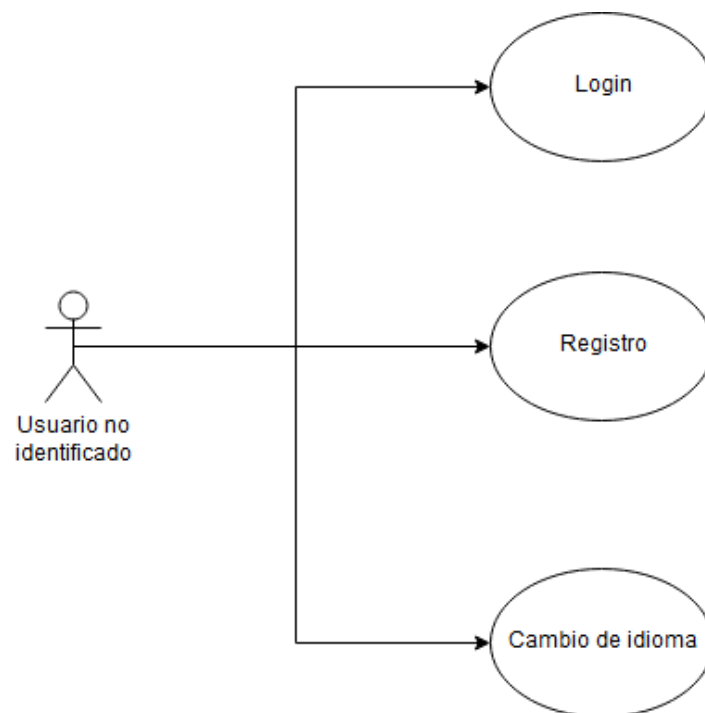 Login
Registro
Usuario no
identificado
Cambio de idioma